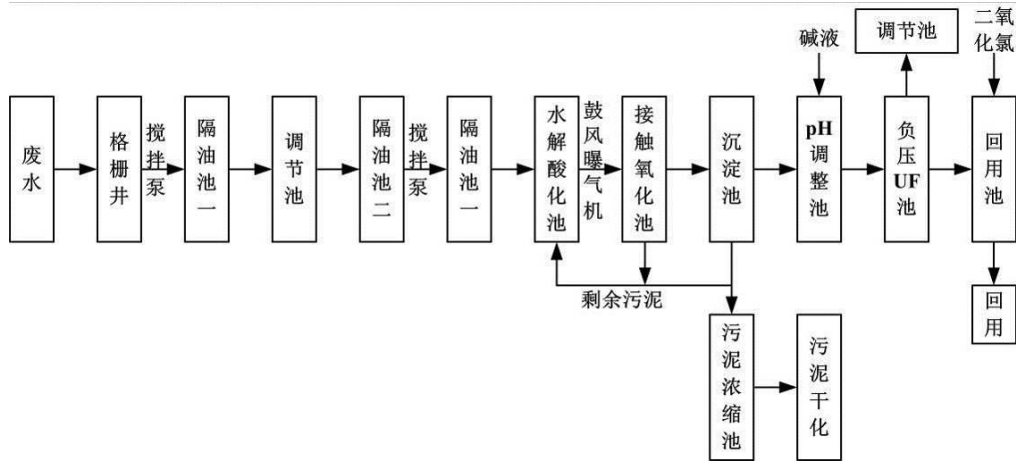 废水
格栅井
搅拌泵
隔油池一
调节池
隔油池二
搅拌泵
隔油池一
水解酸化池
鼓风曝气机
接触氧化池
沉淀池
碱液
pH调整池
调节池
负压UF池
二氧化氯
回用池
回用
剩余污泥
污泥浓缩池
污泥干化